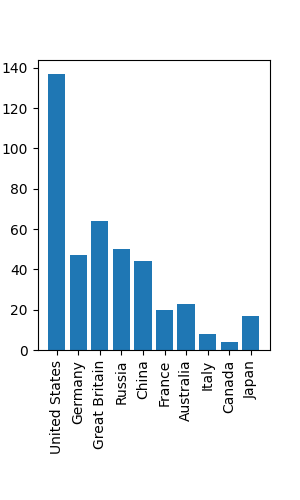 140
120
100
80
60
40
20
0
United States
Germany
Great Britain
Russia
China
France
Australia
Italy
Canada
Japan